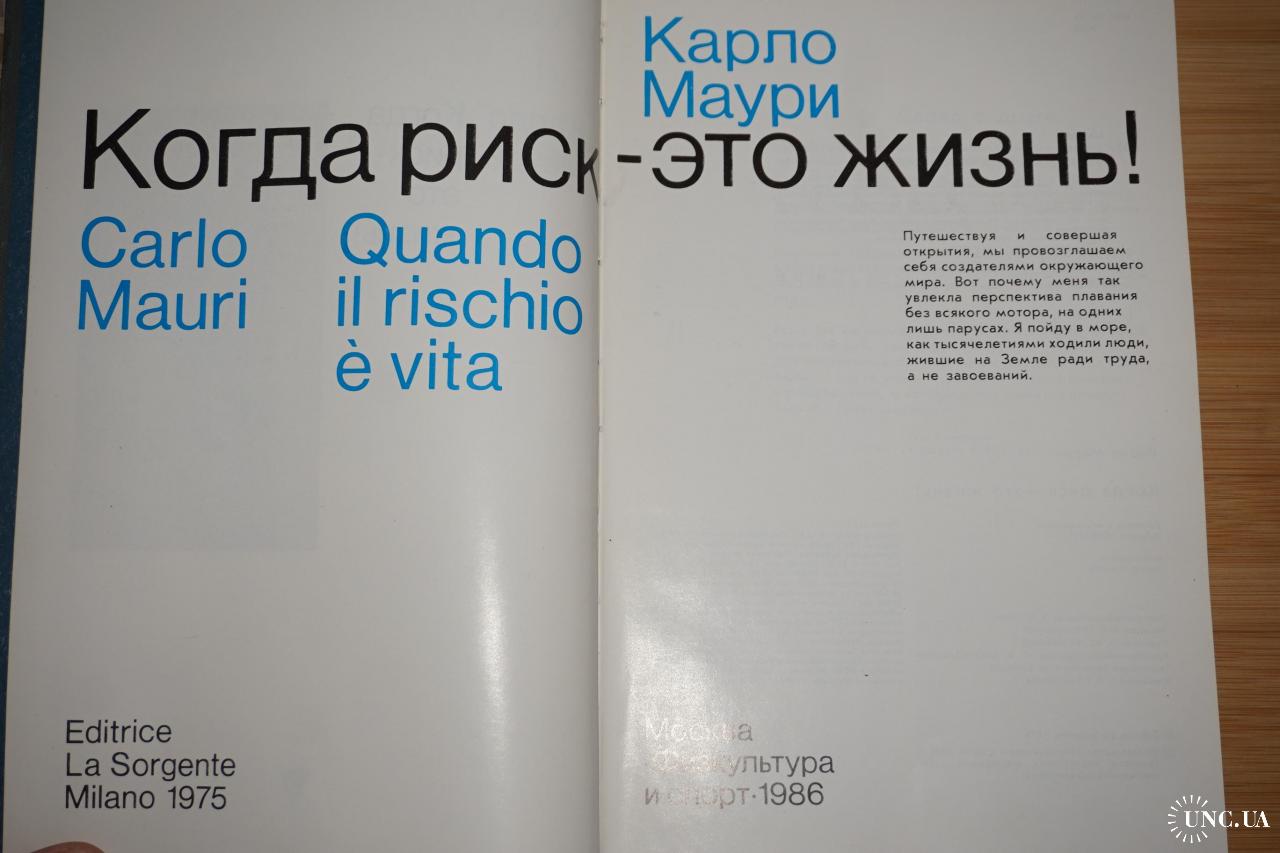 Карло
Маури
Когда риск-это жизнь!
Carlo
Mauri
Quando
il rischio
è vita
Путешествуя и совершая
открытия, мы провозглашаем
себя создателями окружающего
мира. Вот почему меня так
увлекла перспектива плавания
без всякого мотора, на одних
лишь парусах. Я пойду в море,
как тысячелетиями ходили люди,
жившие на Земле ради труда,
а не завоеваний.
Editrice
La Sorgente
Milano 1975
Москва
Физкультура
и спорт·1986
UNC.UA